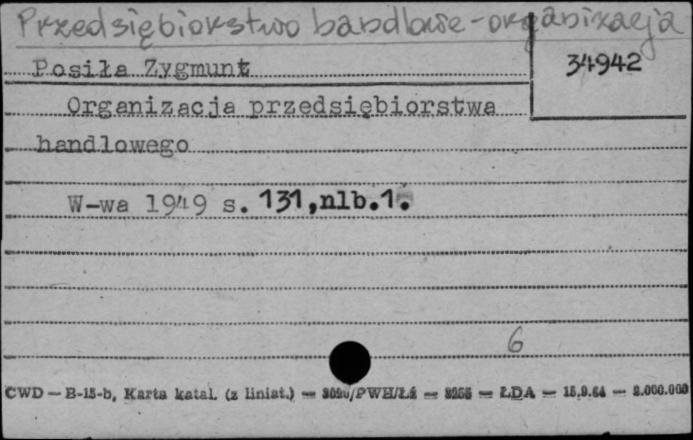 Przedsiębiorstwo handlowe - organizacja
Posiła Zygmunt
34942
Organizacja przedsiębiorstwa
handlowego
W-wa 1949 s. 131, nlb. 1.
6
CWD — B-15-b, Karta katal. (z liniat.) — PWH/Łź — — ŁDA — 15.9.64 — 2.000.000